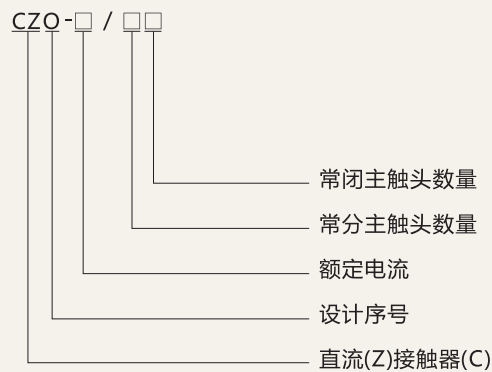 CZO-□/□□
常闭主触头数量
常分主触头数量
额定电流
设计序号
直流(Z)接触器(C)